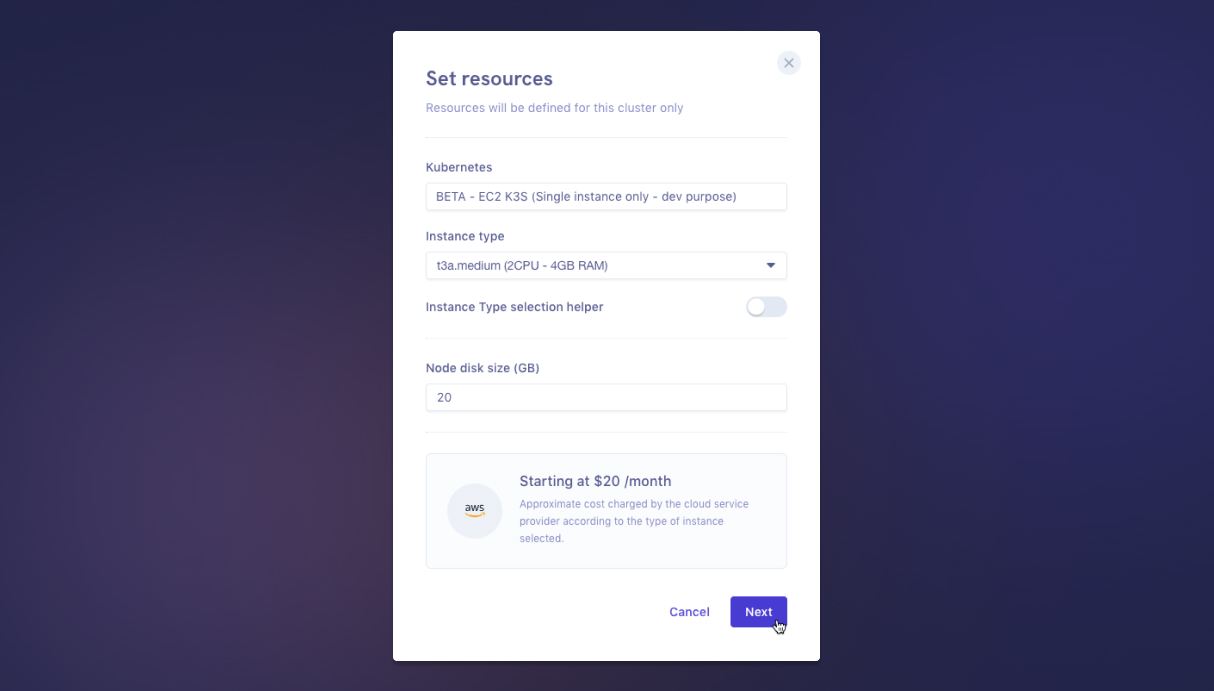 Set resources
Resources will be defined for this cluster only
Kubernetes
BETA - EC2 K3S (Single instance only - dev purpose)
Instance type
t3a.medium (2CPU - 4GB RAM)
Instance Type selection helper
Node disk size (GB)
20
aws
Starting at $20 /month
Approximate cost charged by the cloud service
provider according to the type of instance
selected.
Cancel
Next